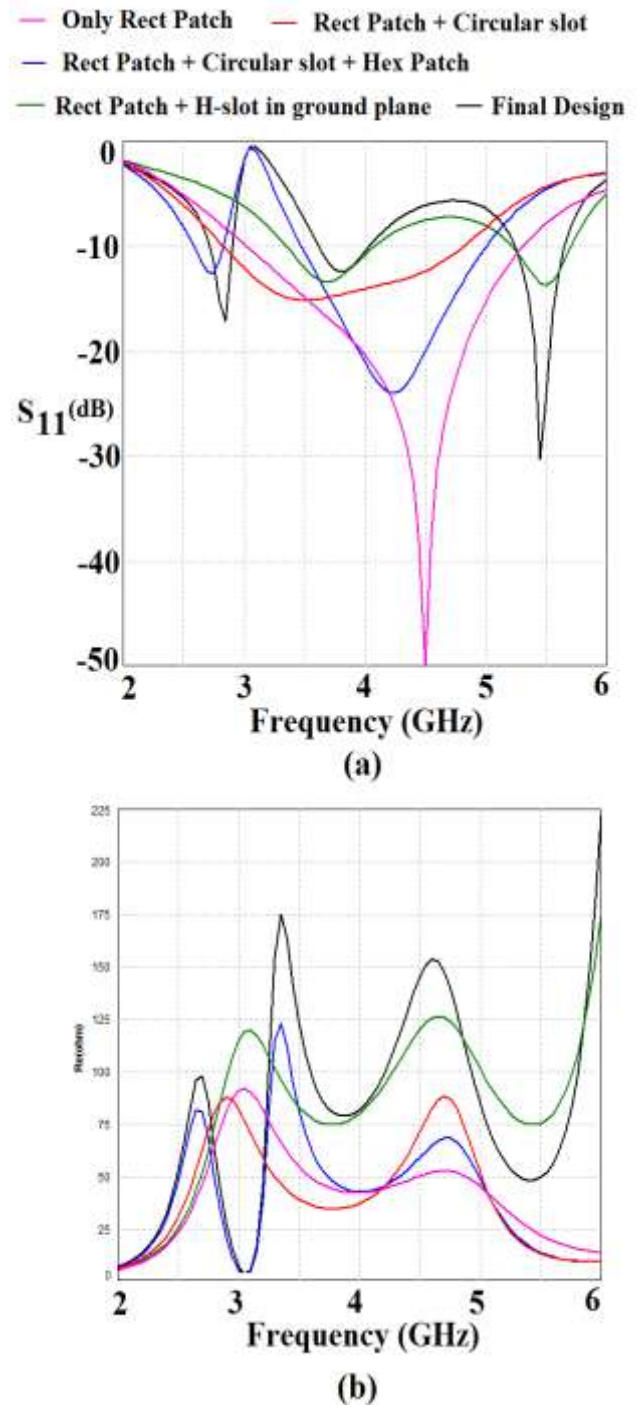 Only Rect Patch Rect Patch + Circular slot
Rect Patch + Circular slot + Hex Patch
Rect Patch + H-slot in ground plane Final Design
0
-10
-20
S11(dB)
-30
-40
-50
2 3 4 5 6
Frequency (GHz)
(a)
225
200
175
150
125
Re(ohm)
100
75
50
25
0
2 3 4 5 6
Frequency (GHz)
(b)